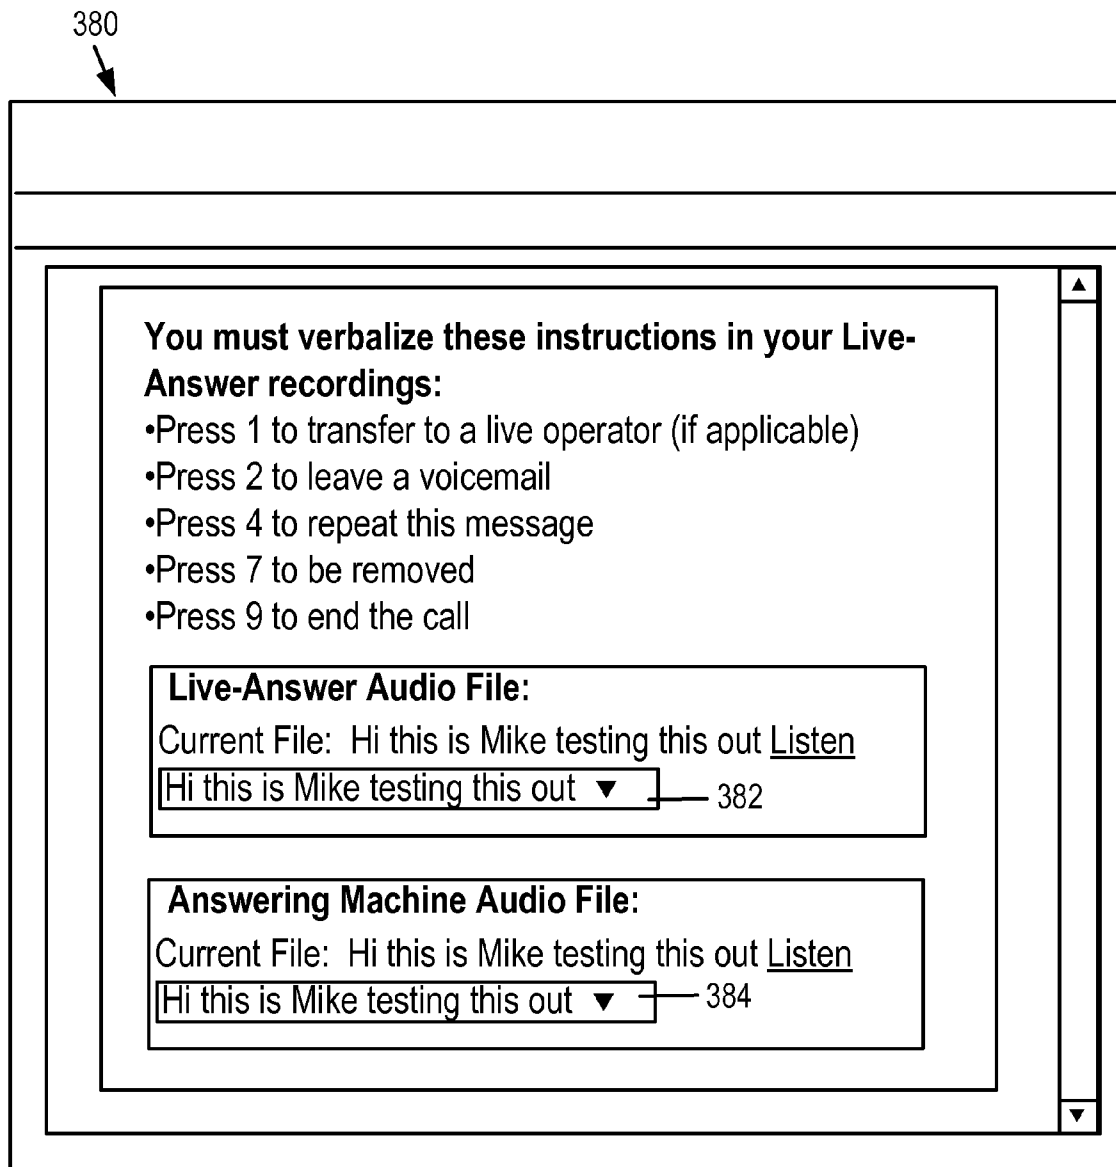 380
You must verbalize these instructions in your Live-
Answer recordings:
•Press 1 to transfer to a live operator (if applicable)
•Press 2 to leave a voicemail
•Press 4 to repeat this message
•Press 7 to be removed
•Press 9 to end the call
Live-Answer Audio File:
Current File: Hi this is Mike testing this out Listen
Hi this is Mike testing this out ▼ 382
Answering Machine Audio File:
Current File: Hi this is Mike testing this out Listen
Hi this is Mike testing this out ▼ 384